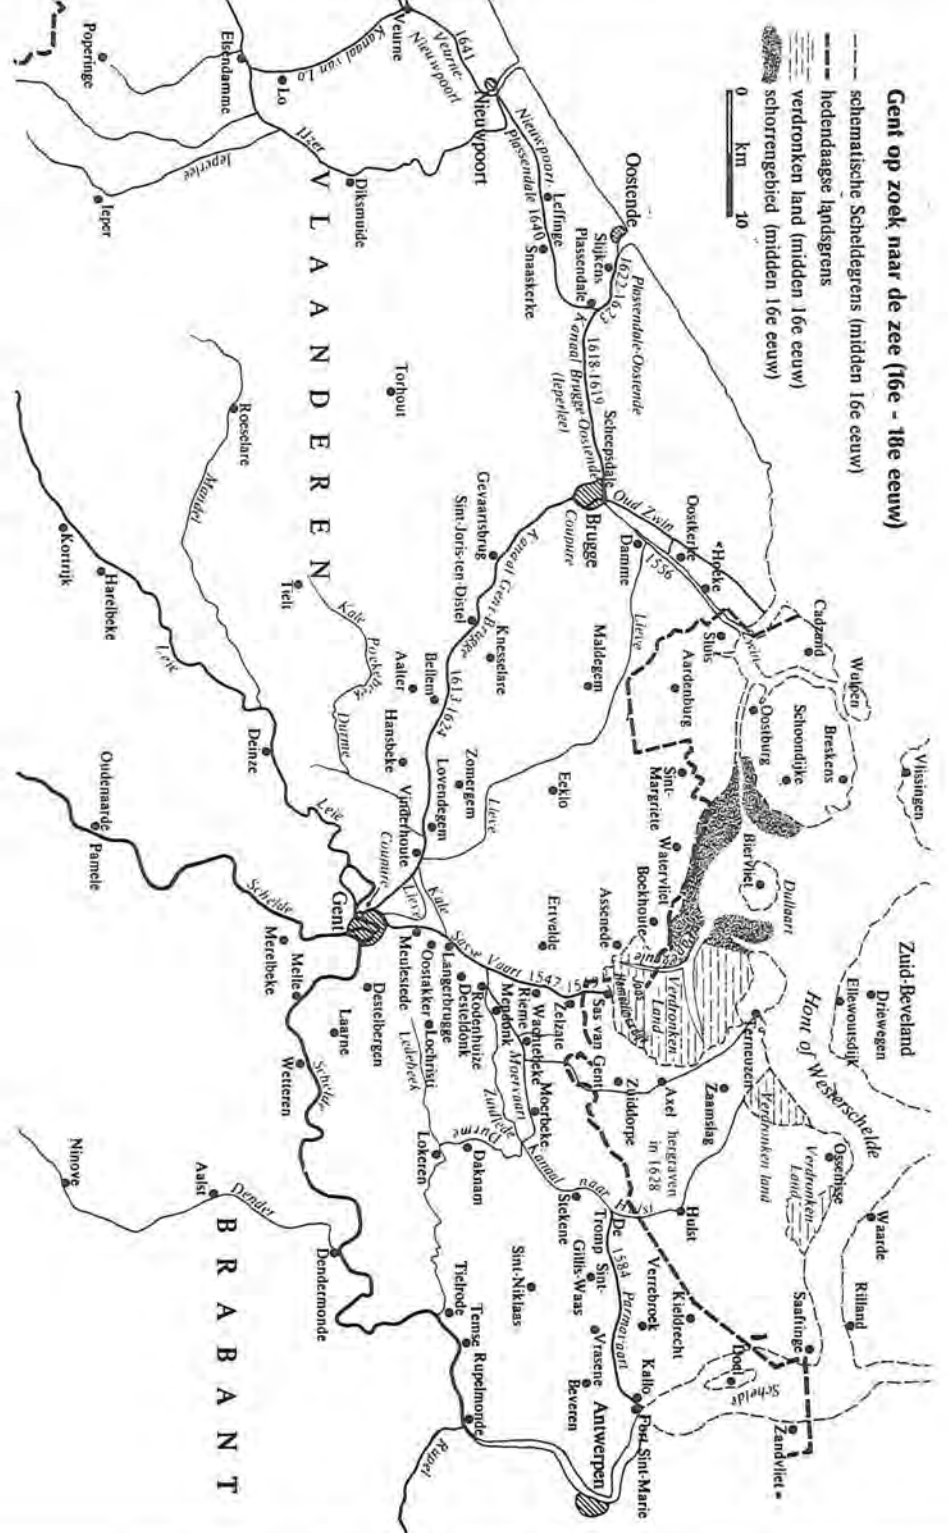 Gent op zoek naar de zee (16e - 18e eeuw)
schematische Scheldegrens (midden 16e eeuw)
hedendaagse landsgrens
verdronken land (midden 16e eeuw)
schorrengebied (midden 16e eeuw)
0 km 10
Vlissingen
Zuid-Beveland
Driewegen
Ellewoutsdijk
Hont of Westerschelde
Waarde
Rilland
Wulpen
Cadzand
Breskens
Schoondijke
Oostburg
Zwin
Dullaart
Biervliet
Terneuzen
Zaamslag
Verdronken land
Verdronken-
Land
Ossenisse
Saaftinge
Zandvliet
Doel
Schelde
Oostende
Slijkens
Plassendale
Plassendale-Oostende
1622-1623
1618-1619
Kanaal Brugge-Oostende
(Ieperlee)
Scheepsdale
Brugge
Coupure
Oud Zwin
Oostkerke
Hoeke
Damme
1556
Sluis
Aardenburg
Sint-
Margriete
Watervliet
Boekhoute
Verdronken-
Land
Axel
hergraven
in 1628
Hulst
Kieldrecht
Verrebroek
Kallo
Fort Sint-Marie
Antwerpen
Nieuwpoort-
Plassendale 1640
Leffinge
Snaaskerke
Nieuwpoort
1641
Veurne-
Nieuwpoort
Veurne
Kanaal van Lo
Lo
Elsendamme
Poperinge
IJzer
Ieperlee
Ieper
Diksmuide
VLAANDEREN
Torhout
Roeselare
Mandel
Kortrijk
Harelbeke
Leie
Tielt
Kale
Poekebeek
Durme
Deinze
Leie
Oudenaarde
Pamele
Schelde
Gevaartsbrug
Sint-Joris-ten-Distel
Kanaal Gent-Brugge
1613-1624
Knesselare
Bellem
Aalter
Hansbeke
Maldegem
Lieve
Lieve
Eeklo
Zomergem
Lovendegem
Vinderhoute
Coupure
Lieve
Kale
Gent
Merelbeke
Melle
Ertvelde
Assenede
Sasse Vaart 1547-
Sas van Gent
Zelzate
Zuiddorpe
Wachtebeke
Rieme
Mendonk
Rodenhuize
Desteldonk
Langerbrugge
Oostakker
Meulestede
Lochristi
Ledebeek
Destelbergen
Laarne
Wetteren
Schelde
Moervaart
Moerbeke
Zuidlede
Durme
Daknam
Lokeren
Kanaal naar Hulst
Stekene
De
Tromp
1584 Parmavaart
Sint-
Gillis-Waas
Vrasene
Beveren
Sint-Niklaas
Tielrode
Temse
Rupelmonde
Rupel
Dendermonde
Dender
Aalst
Ninove
BRABANT